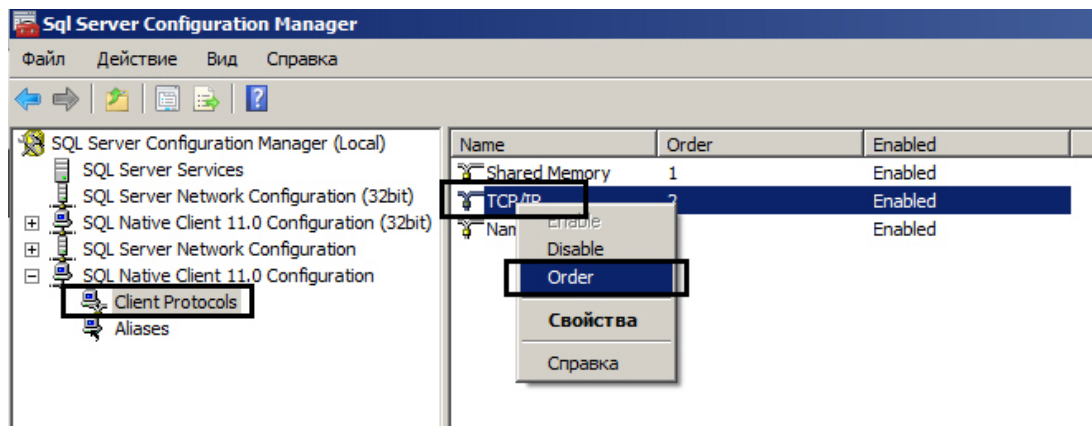 Sql Server Configuration Manager
Файл Действие Вид Справка
SQL Server Configuration Manager (Local)
SQL Server Services
SQL Server Network Configuration (32bit)
SQL Native Client 11.0 Configuration (32bit)
SQL Server Network Configuration
SQL Native Client 11.0 Configuration
Client Protocols
Aliases
Name Order Enabled
Shared Memory 1 Enabled
TCP/IP 2 Enabled
Nam Enabled
Enable
Disable
Order
Свойства
Справка